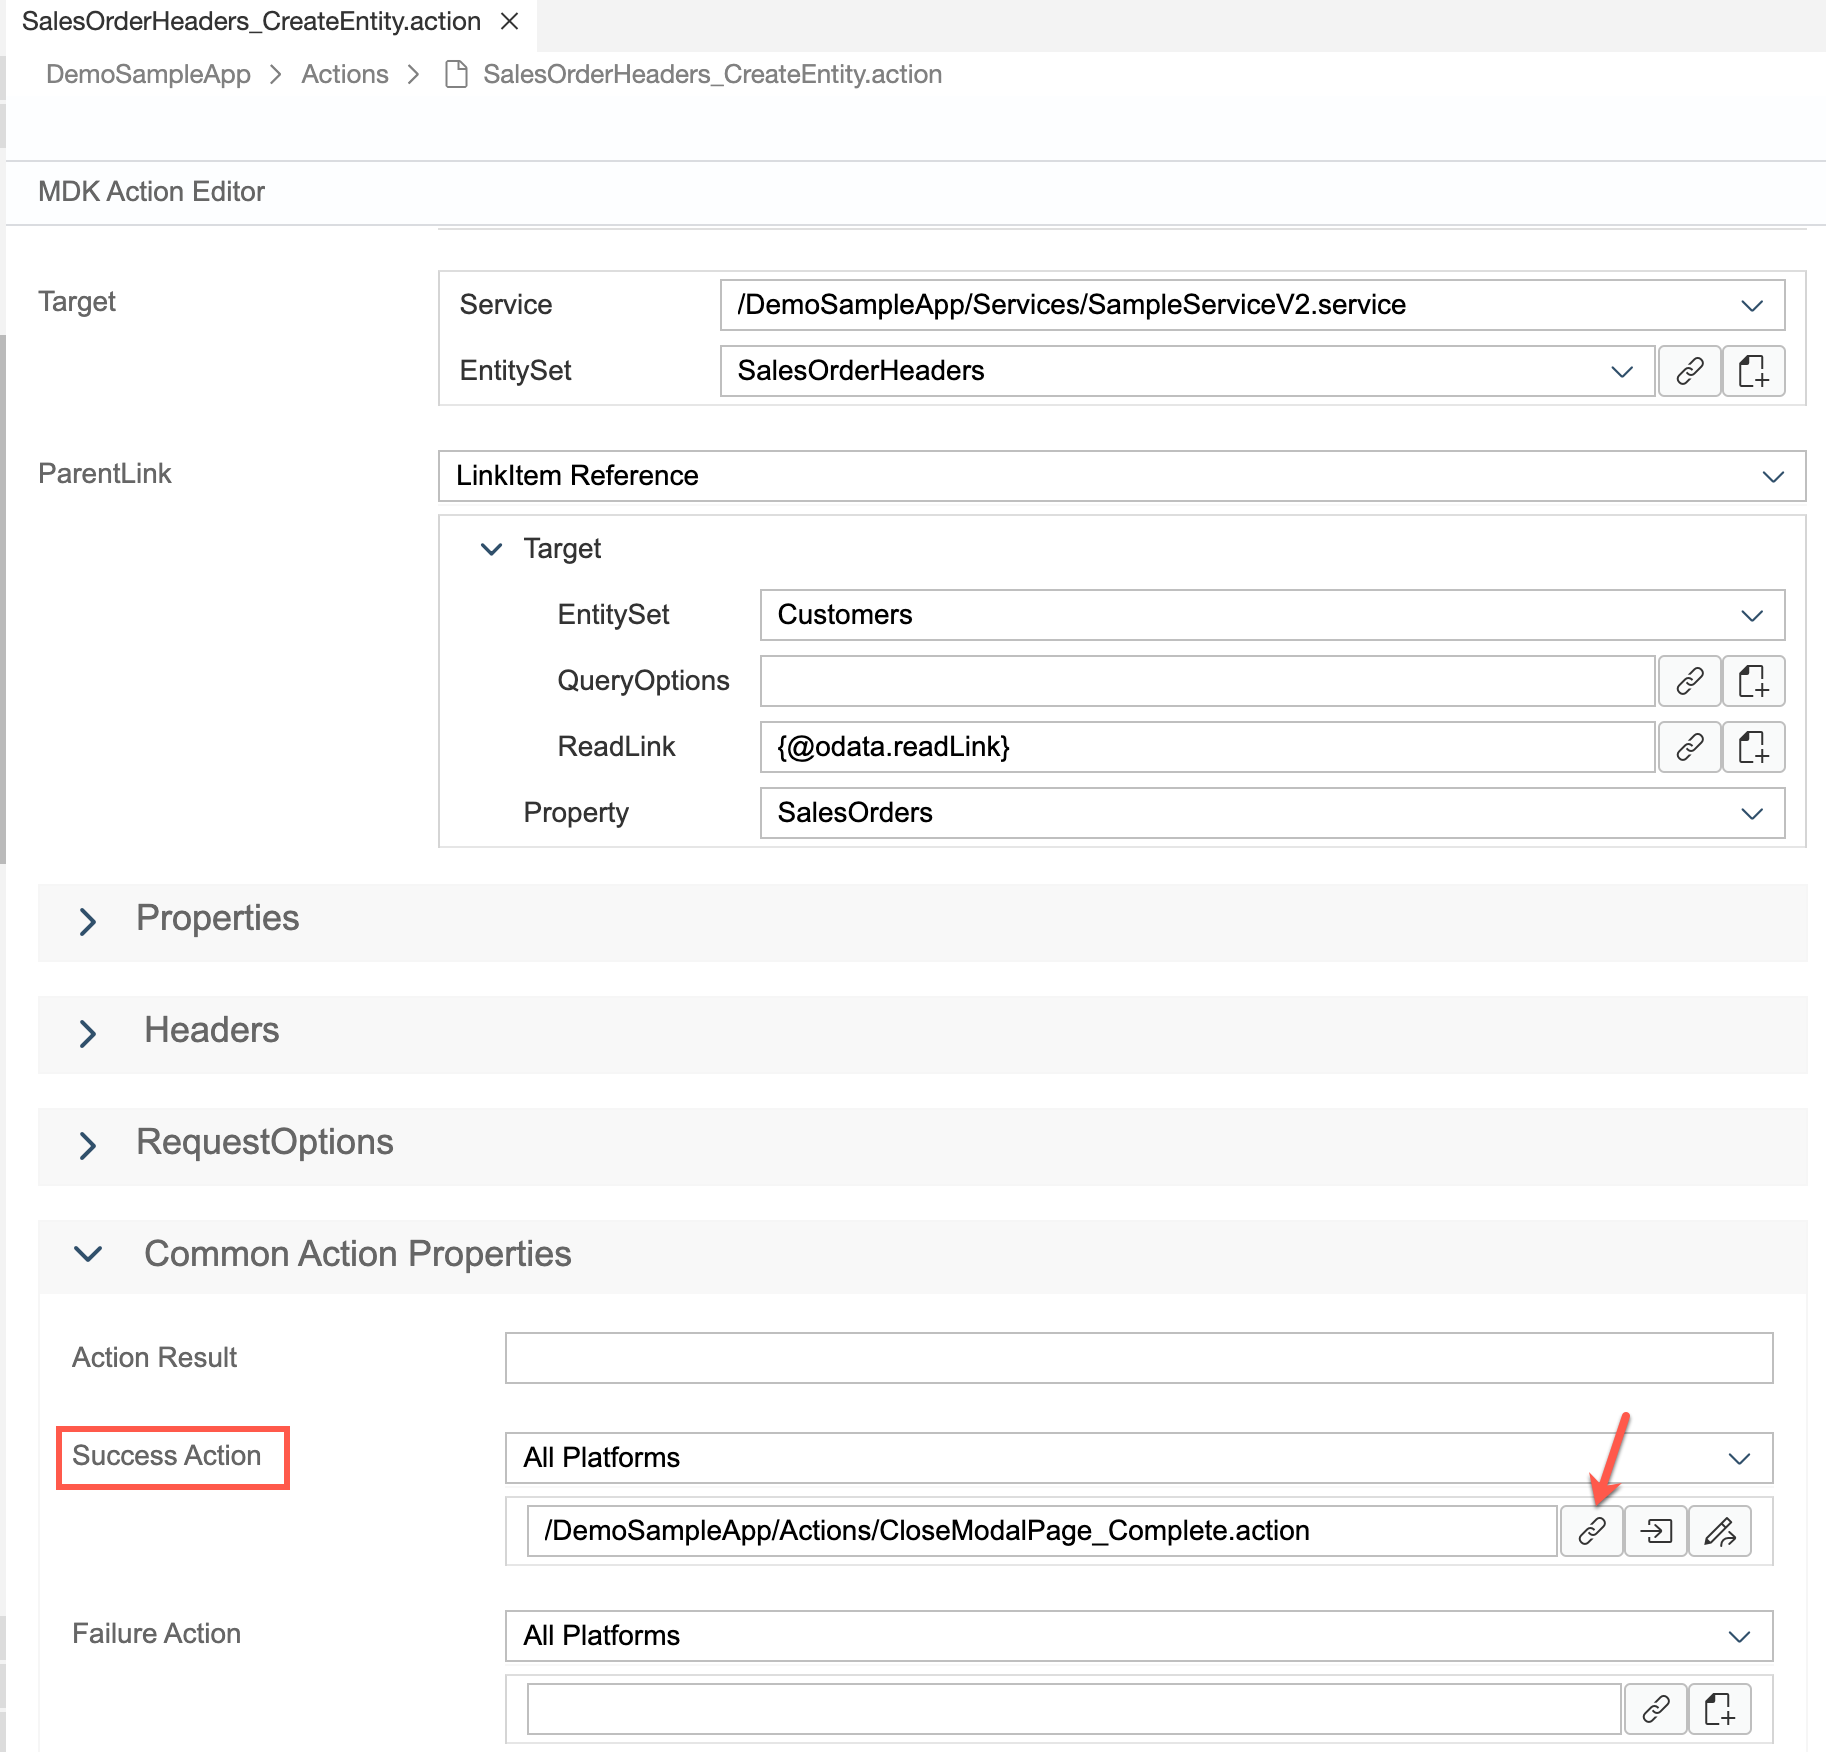 SalesOrderHeaders_CreateEntity.action
DemoSampleApp > Actions > SalesOrderHeaders_CreateEntity.action
MDK Action Editor
Target
Service /DemoSampleApp/Services/SampleServiceV2.service
EntitySet SalesOrderHeaders
ParentLink LinkItem Reference
Target
EntitySet Customers
QueryOptions
ReadLink {@odata.readLink}
Property SalesOrders
Properties
Headers
RequestOptions
Common Action Properties
Action Result
Success Action All Platforms
/DemoSampleApp/Actions/CloseModalPage_Complete.action
Failure Action All Platforms